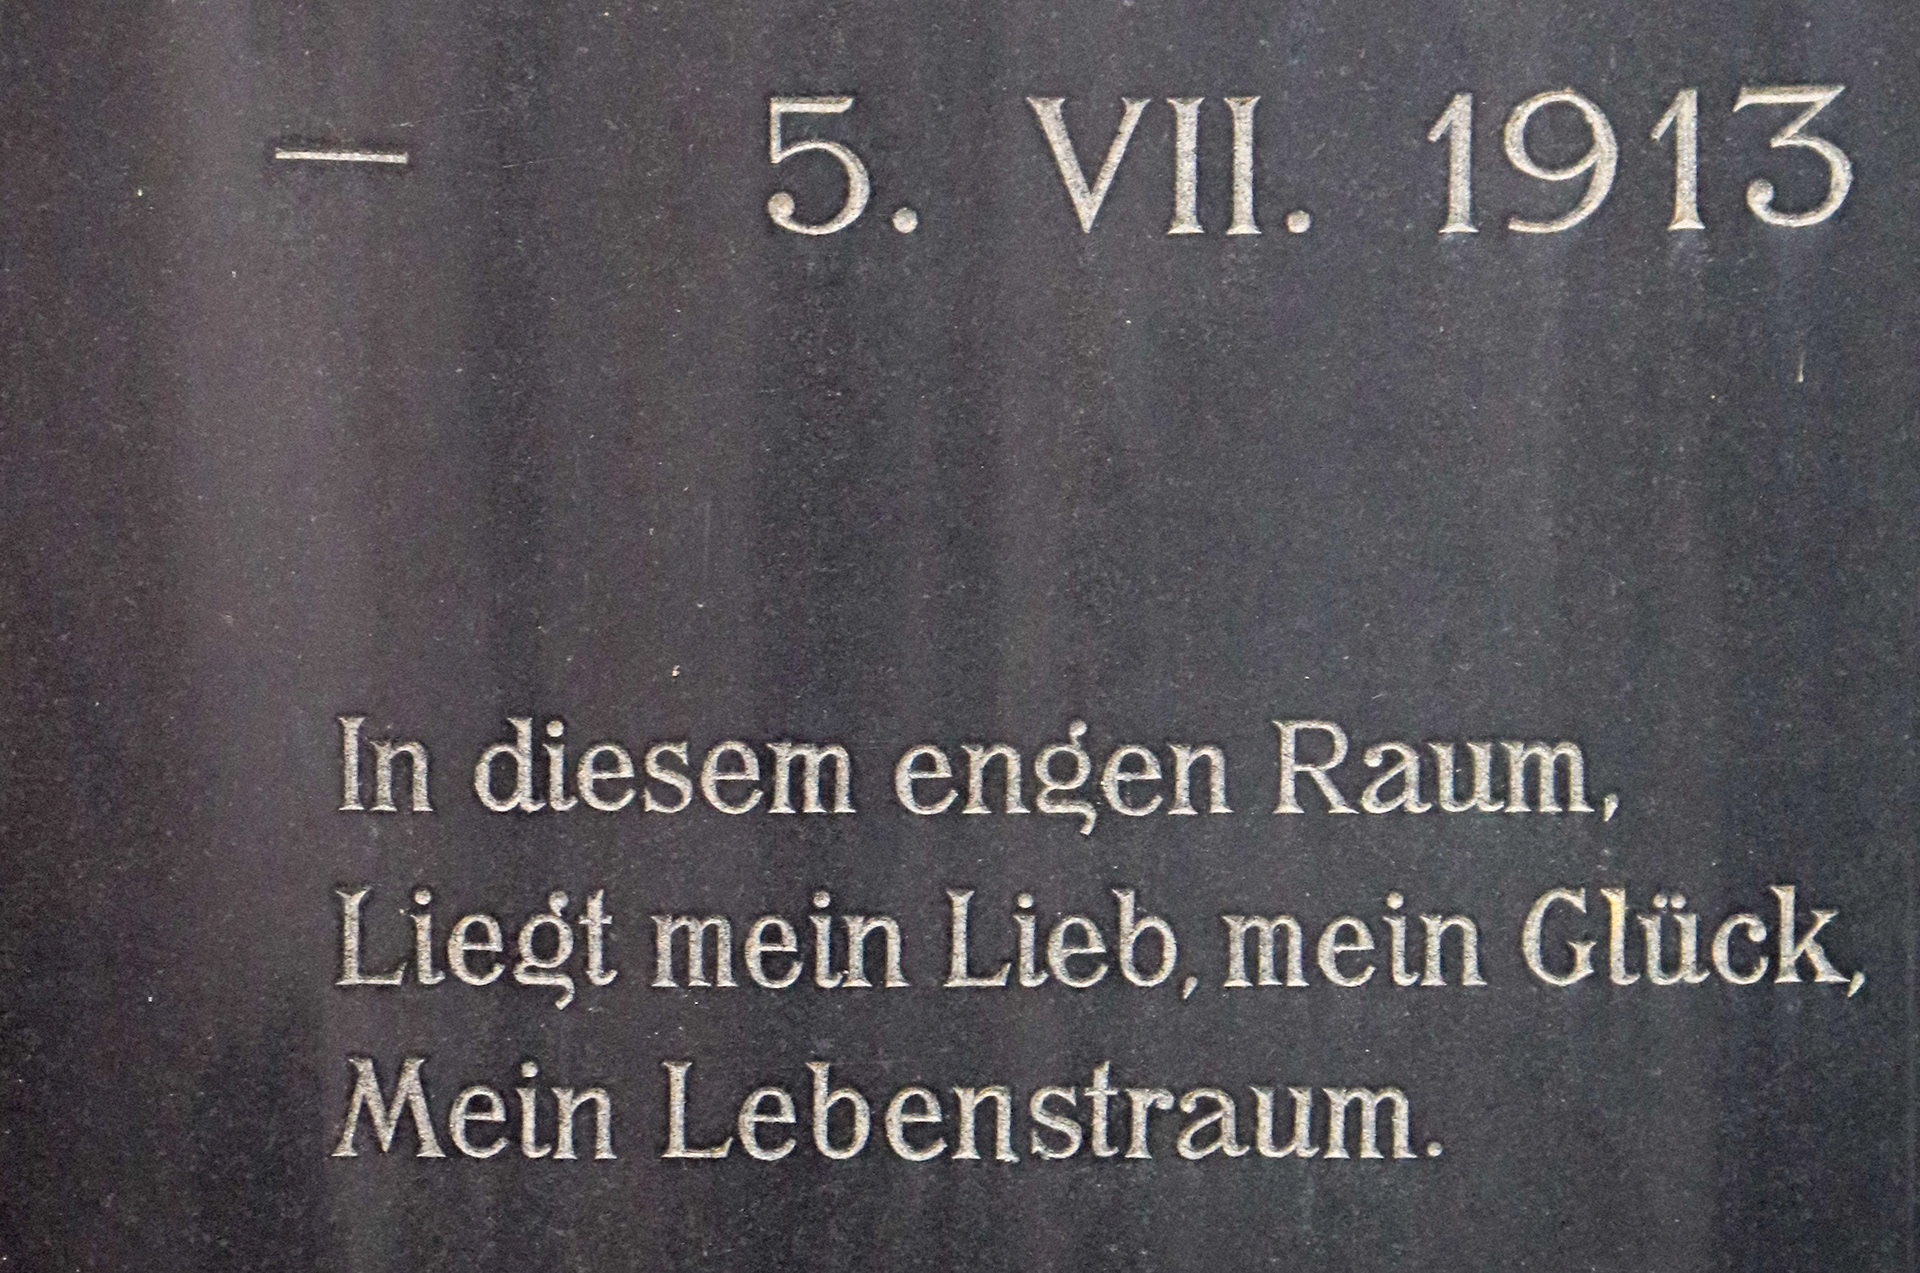 — 5. VII. 1913
In diesem engen Raum,
Liegt mein Lieb, mein Glück,
Mein Lebenstraum.